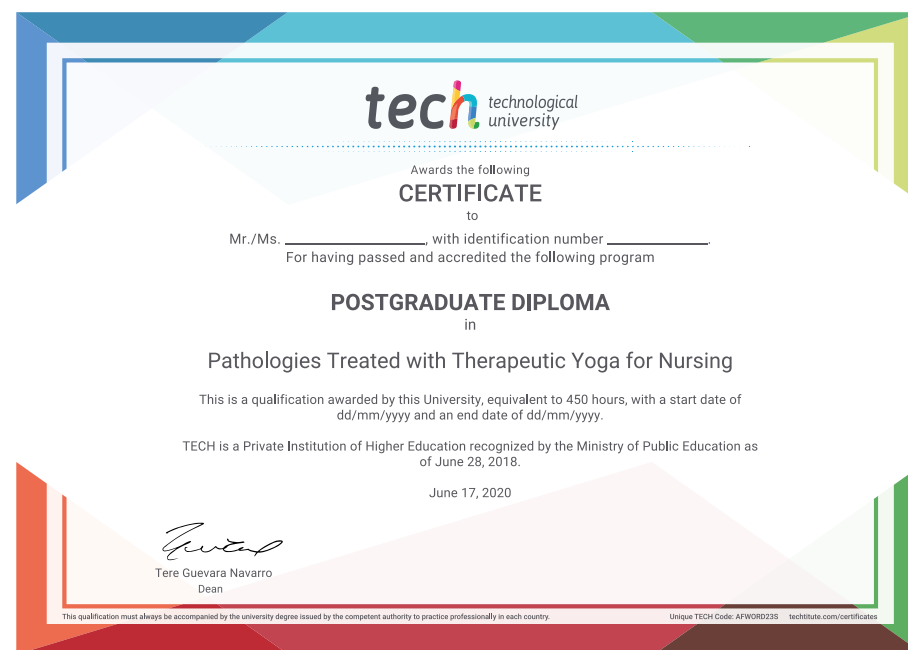 tech technological
university
Awards the following
CERTIFICATE
to
Mr./Ms. ____________, with identification number ____________.
For having passed and accredited the following program
POSTGRADUATE DIPLOMA
in
Pathologies Treated with Therapeutic Yoga for Nursing
This is a qualification awarded by this University, equivalent to 450 hours, with a start date of
dd/mm/yyyy and an end date of dd/mm/yyyy.
TECH is a Private Institution of Higher Education recognized by the Ministry of Public Education as
of June 28, 2018.
June 17, 2020
Tere Guevara Navarro
Dean
This qualification must always be accompanied by the university degree issued by the competent authority to practice professionally in each country. Unique TECH Code: AFWORD23S techtitute.com/certificates